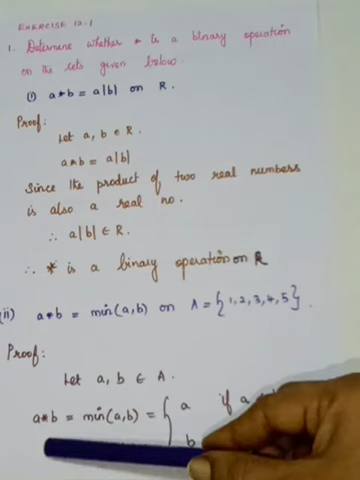 EXERCISE 12.1
1. Determine whether * is a binary operation
on the sets given below.
(i) a*b = a|b| on R.
Proof:
Let a, b ∈ R.
a*b = a|b|
Since the product of two real numbers
is also a real no.
∴ a|b| ∈ R.
∴ * is a binary operation on R
(ii) a*b = min(a,b) on A = {1,2,3,4,5}.
Proof:
Let a, b ∈ A.
a*b = min(a,b) = { a if a
b